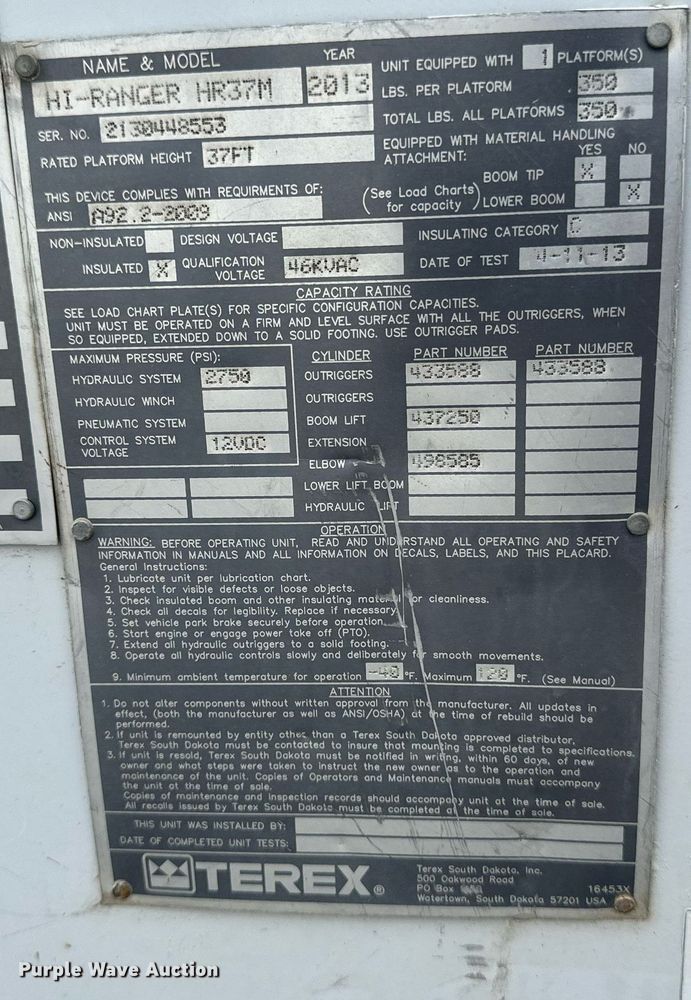 NAME & MODEL YEAR
HI-RANGER HR37M 2013
UNIT EQUIPPED WITH 1 PLATFORM(S)
LBS. PER PLATFORM 350
TOTAL LBS. ALL PLATFORMS 350
SER. NO. 2130448553
RATED PLATFORM HEIGHT 37FT
EQUIPPED WITH MATERIAL HANDLING
ATTACHMENT: YES NO
BOOM TIP X
LOWER BOOM X
(See Load Charts for capacity)
THIS DEVICE COMPLIES WITH REQUIRMENTS OF:
ANSI A92.2-2009
NON-INSULATED DESIGN VOLTAGE INSULATING CATEGORY C
INSULATED X QUALIFICATION VOLTAGE 46KVAC DATE OF TEST 4-11-13
CAPACITY RATING
SEE LOAD CHART PLATE(S) FOR SPECIFIC CONFIGURATION CAPACITIES.
UNIT MUST BE OPERATED ON A FIRM AND LEVEL SURFACE WITH ALL THE OUTRIGGERS, WHEN
SO EQUIPPED, EXTENDED DOWN TO A SOLID FOOTING. USE OUTRIGGER PADS.
MAXIMUM PRESSURE (PSI):
HYDRAULIC SYSTEM 2750
HYDRAULIC WINCH
PNEUMATIC SYSTEM
CONTROL SYSTEM VOLTAGE 12VDC
CYLINDER PART NUMBER PART NUMBER
OUTRIGGERS 433588 433588
OUTRIGGERS
BOOM LIFT 437250
EXTENSION
ELBOW 498585
LOWER LIFT BOOM
HYDRAULIC LIFT
OPERATION
WARNING: BEFORE OPERATING UNIT, READ AND UNDERSTAND ALL OPERATING AND SAFETY
INFORMATION IN MANUALS AND ALL INFORMATION ON DECALS, LABELS, AND THIS PLACARD.
General Instructions:
1. Lubricate unit per lubrication chart.
2. Inspect for visible defects or loose objects.
3. Check insulated boom and other insulating material for cleanliness.
4. Check all decals for legibility. Replace if necessary.
5. Set vehicle park brake securely before operation.
6. Start engine or engage power take off (PTO).
7. Extend all hydraulic outriggers to a solid footing.
8. Operate all hydraulic controls slowly and deliberately for smooth movements.
9. Minimum ambient temperature for operation -40 °F. Maximum 120 °F. (See Manual)
ATTENTION
1. Do not alter components without written approval from the manufacturer. All updates in
effect, (both the manufacturer as well as ANSI/OSHA) at the time of rebuild should be
performed.
2. If unit is remounted by entity other than a Terex South Dakota approved distributor,
Terex South Dakota must be contacted to insure that mounting is completed to specifications.
3. If unit is resold, Terex South Dakota must be notified in writing, within 60 days, of new
owner and what steps were taken to instruct the new owner as to the operation and
maintenance of the unit. Copies of Operators and Maintenance manuals must accompany
the unit at the time of sale.
Copies of maintenance and inspection records should accompany unit at the time of sale.
All recalls issued by Terex South Dakota must be completed at the time of sale.
THIS UNIT WAS INSTALLED BY:
DATE OF COMPLETED UNIT TESTS:
TEREX®
Terex South Dakota, Inc.
500 Oakwood Road
PO Box
Watertown, South Dakota 57201 USA
16453X
Purple Wave Auction